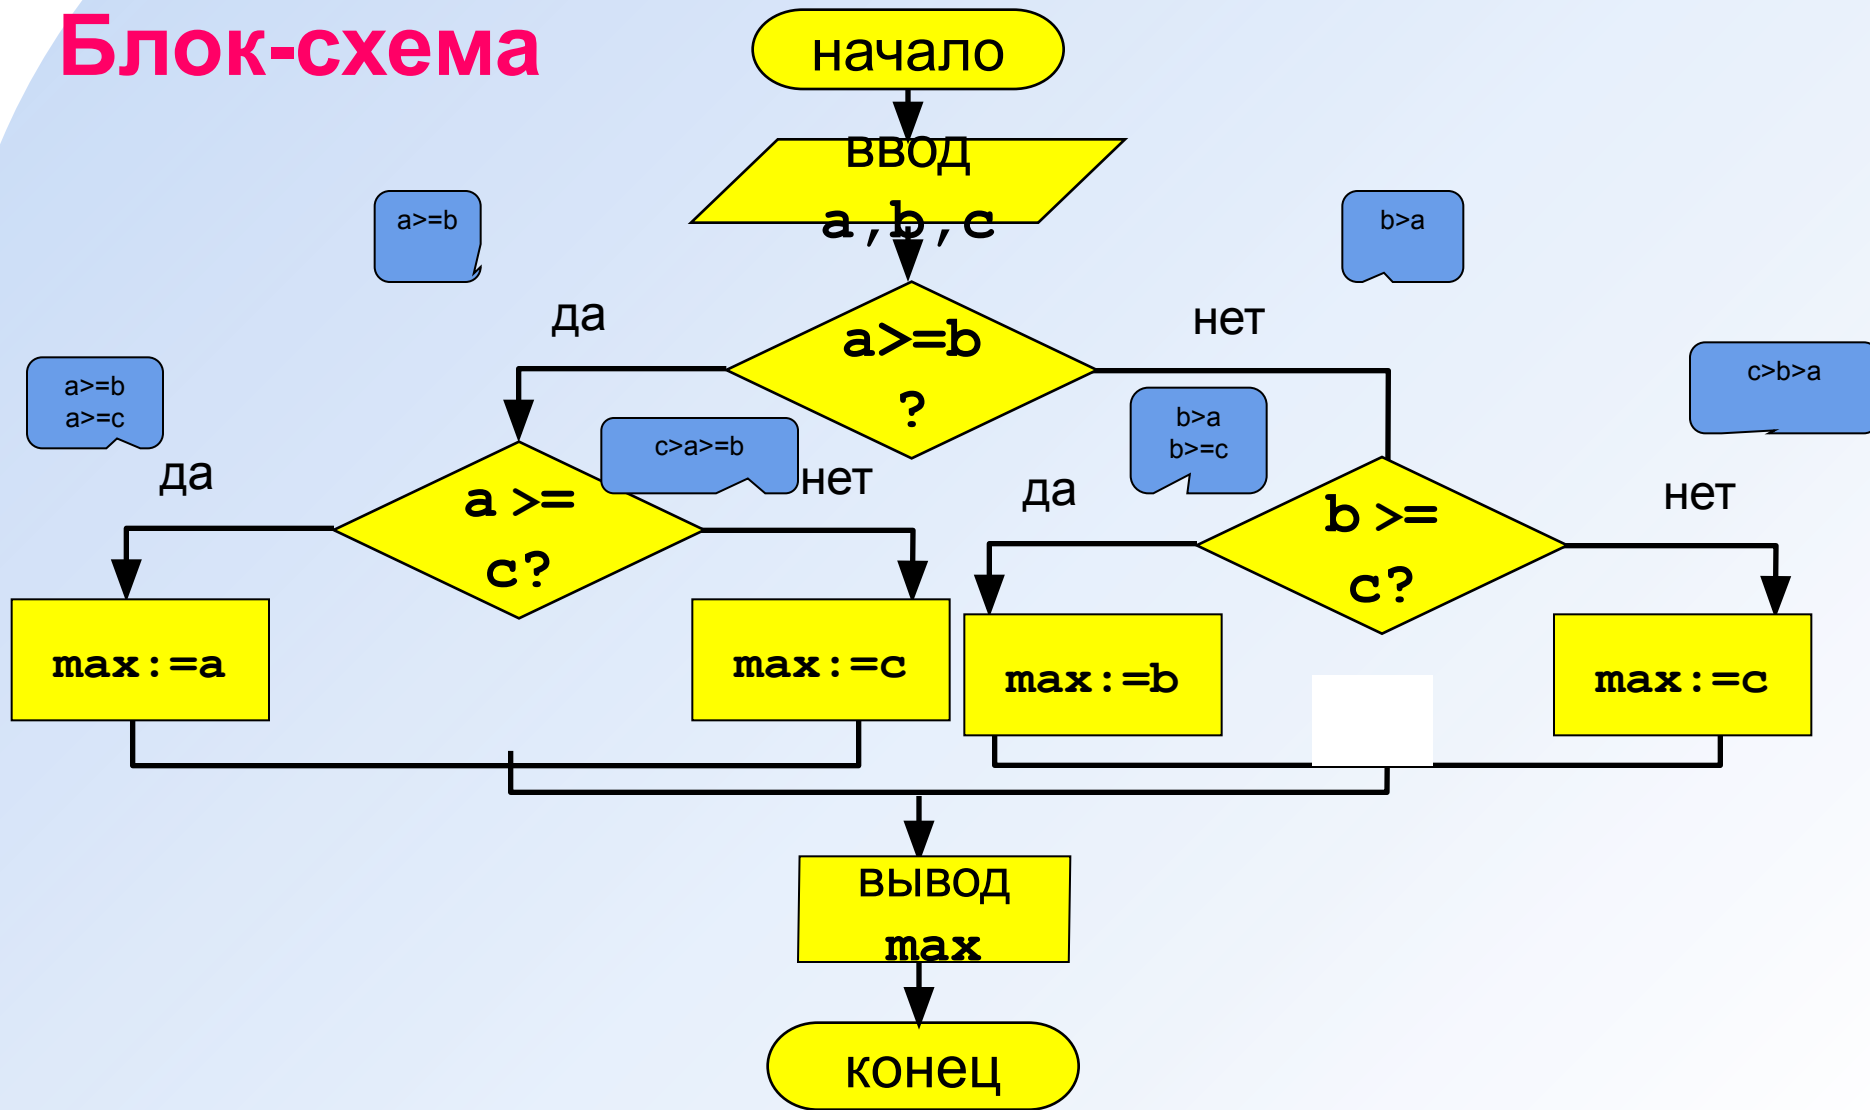 Блок-схема
начало
ввод
a,b,c
a>=b
b>a
да
нет
a>=b
?
a>=b
a>=c
c>a>=b
b>a
b>=c
c>b>a
да
нет
да
нет
a >=
c?
b >=
c?
max:=a
max:=c
max:=b
max:=c
вывод
max
конец